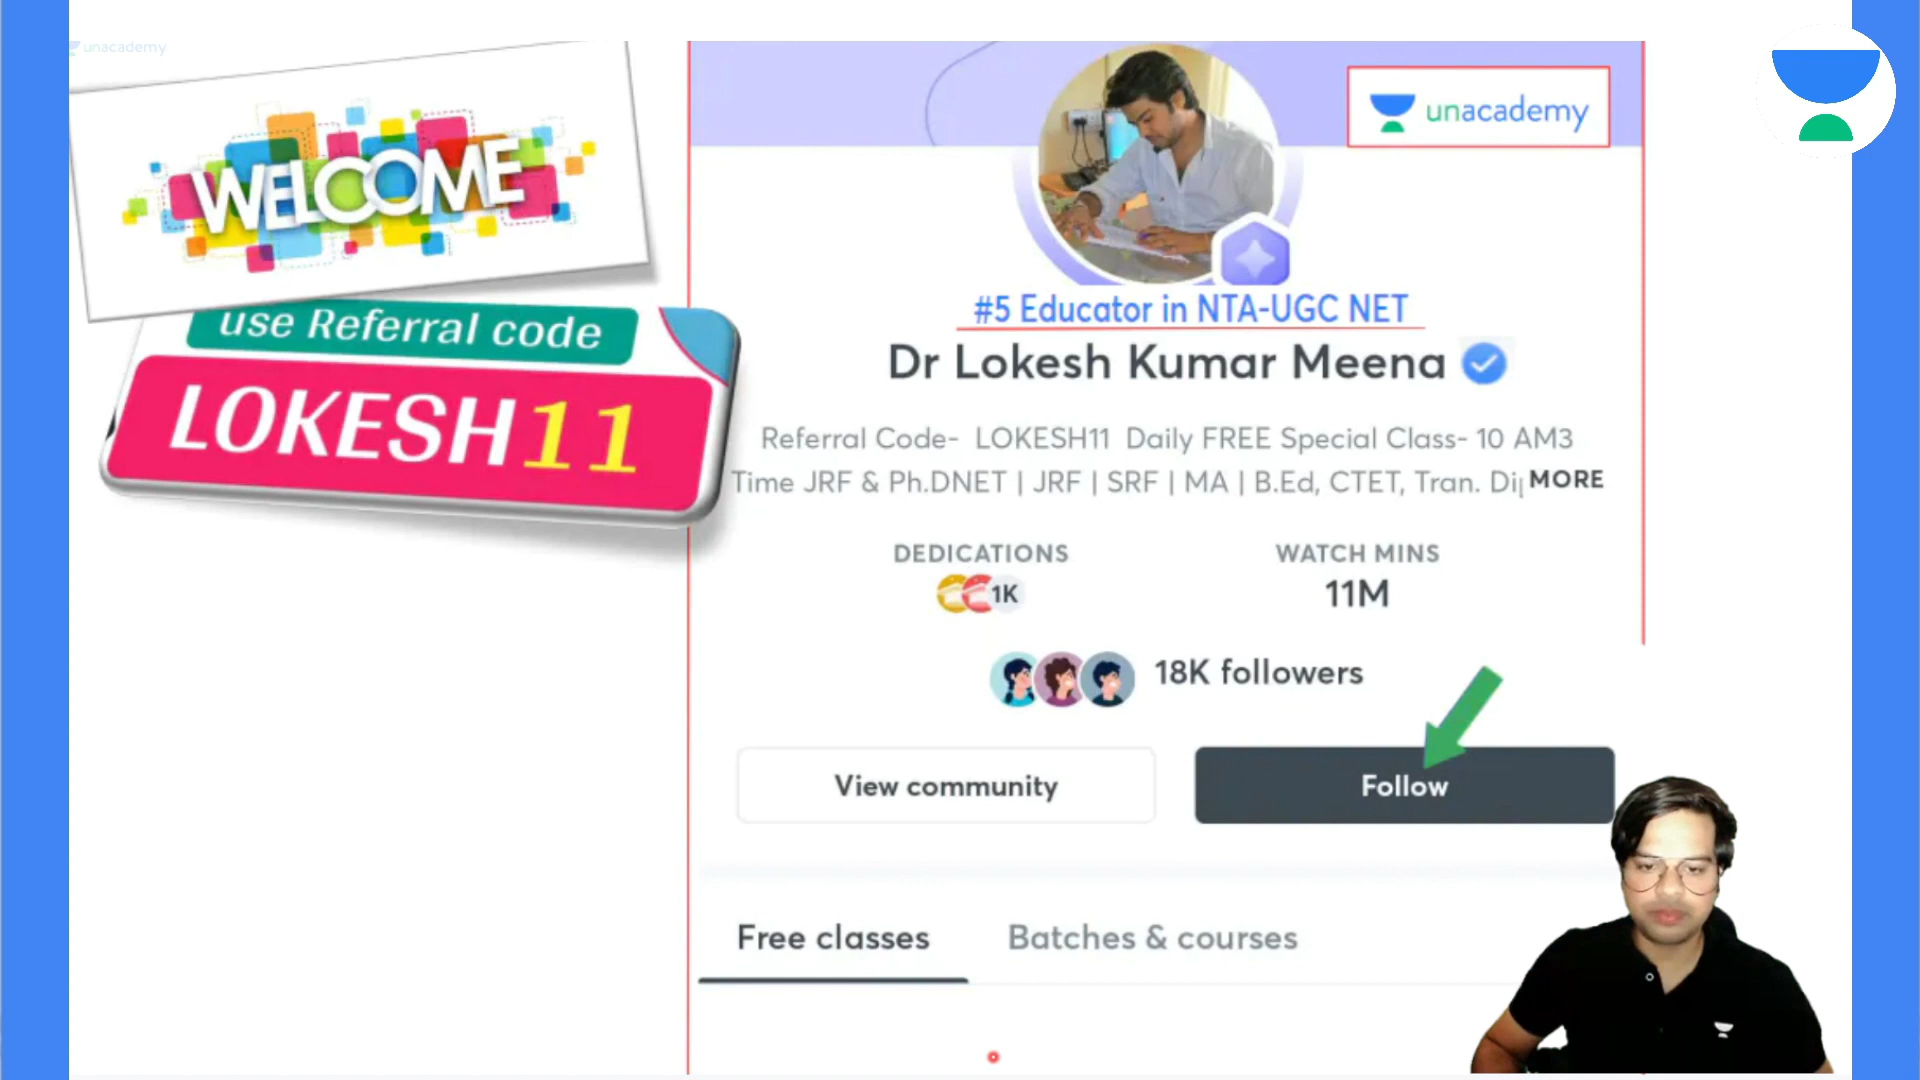 unacademy
WELCOME
use Referral code
LOKESH11
unacademy
#5 Educator in NTA-UGC NET
Dr Lokesh Kumar Meena
Referral Code- LOKESH11 Daily FREE Special Class- 10 AM3
Time JRF & Ph.DNET | JRF | SRF | MA | B.Ed, CTET, Tran. Di MORE
DEDICATIONS
1K
WATCH MINS
11M
18K followers
View community
Follow
Free classes
Batches & courses